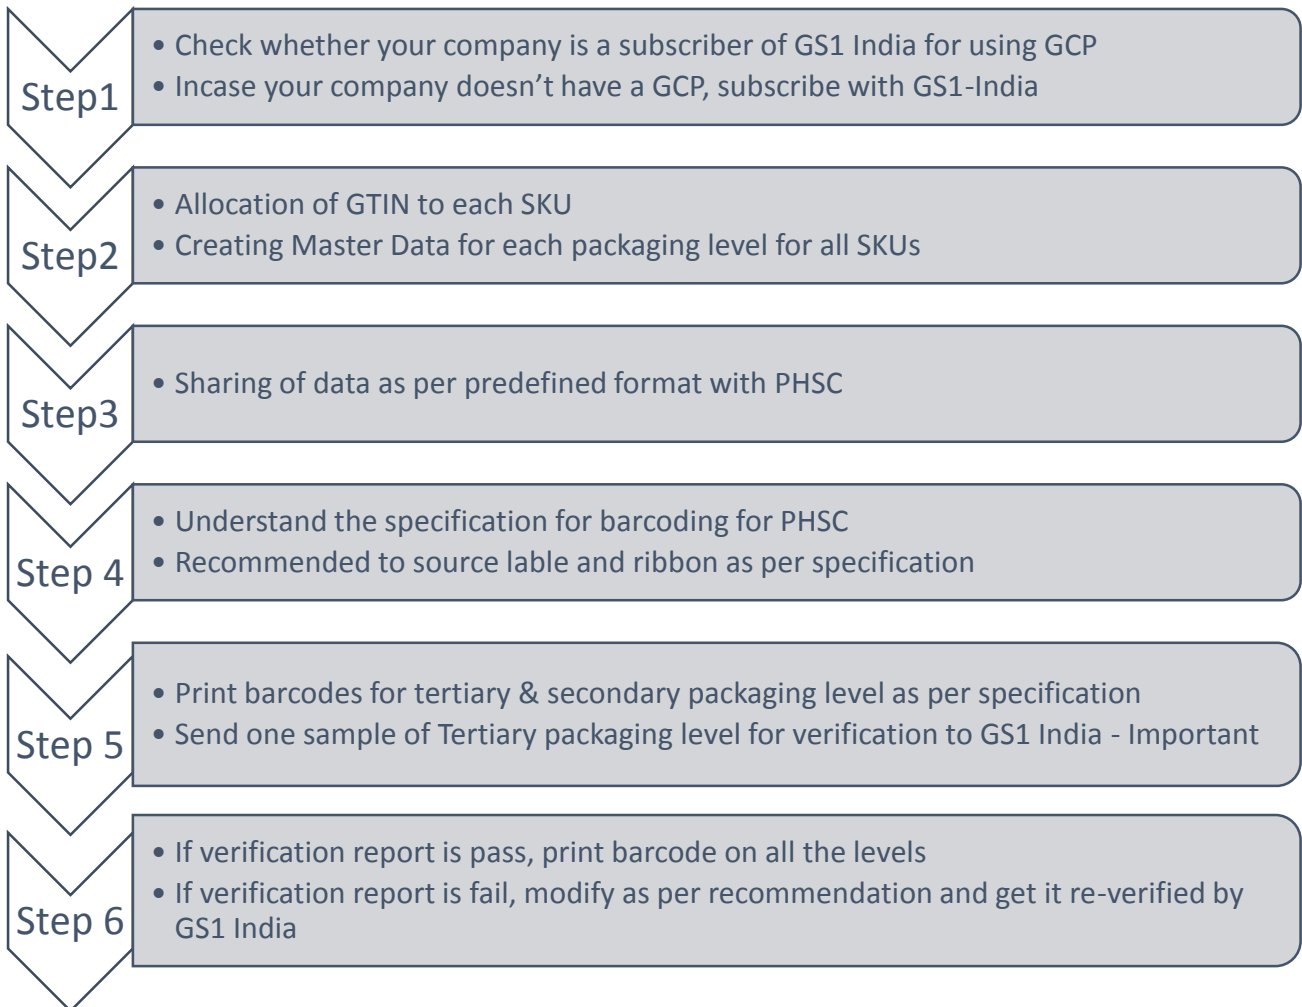 Step1
• Check whether your company is a subscriber of GS1 India for using GCP
• Incase your company doesn’t have a GCP, subscribe with GS1-India
Step2
• Allocation of GTIN to each SKU
• Creating Master Data for each packaging level for all SKUs
Step3
• Sharing of data as per predefined format with PHSC
Step 4
• Understand the specification for barcoding for PHSC
• Recommended to source lable and ribbon as per specification
Step 5
• Print barcodes for tertiary & secondary packaging level as per specification
• Send one sample of Tertiary packaging level for verification to GS1 India - Important
Step 6
• If verification report is pass, print barcode on all the levels
• If verification report is fail, modify as per recommendation and get it re-verified by
GS1 India